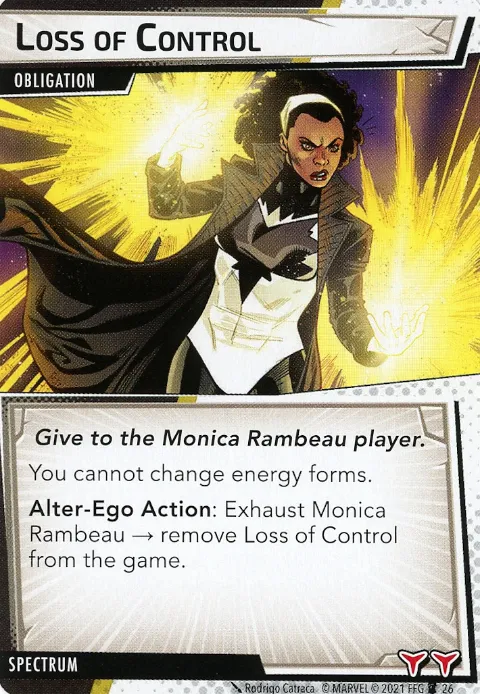 Loss of Control
OBLIGATION
Give to the Monica Rambeau player.
You cannot change energy forms.
Alter-Ego Action: Exhaust Monica
Rambeau → remove Loss of Control
from the game.
SPECTRUM
Rodrigo Catraca © MARVEL © 2021 FFG 26